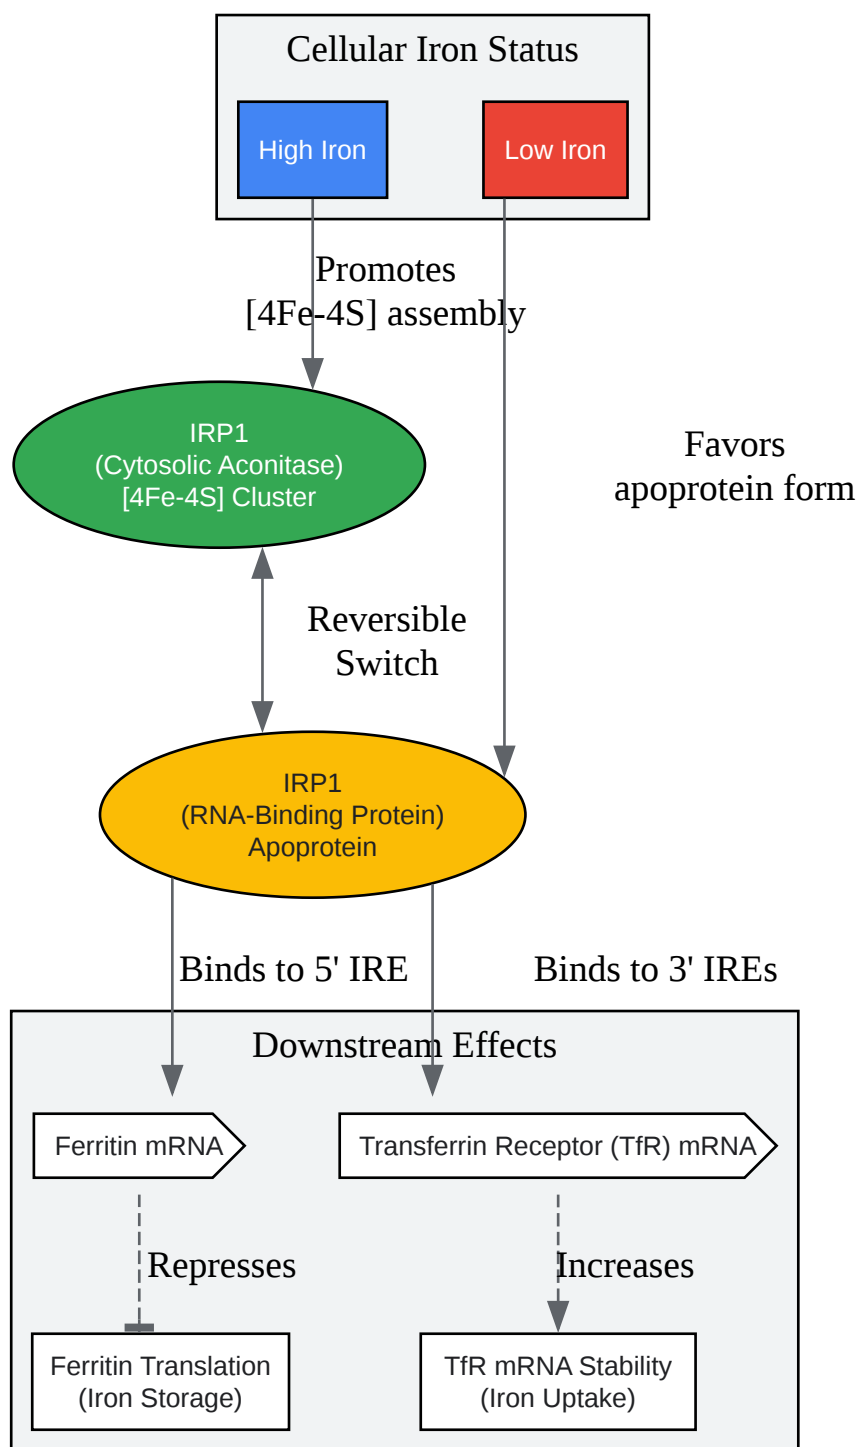 Cellular Iron Status
High Iron
Low Iron
Promotes
[4Fe-4S] assembly
IRP1
(Cytosolic Aconitase)
[4Fe-4S] Cluster
Favors
apoprotein form
Reversible
Switch
IRP1
(RNA-Binding Protein)
Apoprotein
Binds to 5' IRE
Binds to 3' IREs
Downstream Effects
Ferritin mRNA
Transferrin Receptor (TfR) mRNA
Represses
Increases
Ferritin Translation
(Iron Storage)
TfR mRNA Stability
(Iron Uptake)